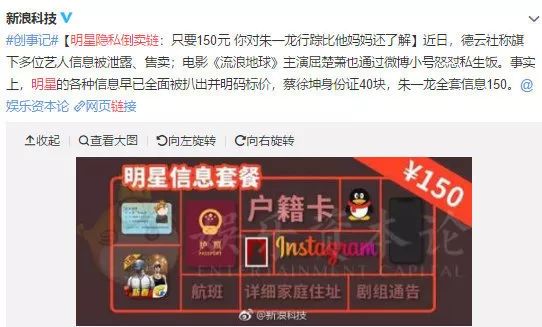 新浪科技
#创事记#【明星隐私倒卖链：只要150元 你对朱一龙行踪比他妈妈还了解】近日，德云社称旗
下多位艺人信息被泄露、售卖；电影《流浪地球》主演屈楚萧也通过微博小号怒怼私生饭。事实
上，明星的各种信息早已全面被扒出并明码标价，蔡徐坤身份证40块，朱一龙全套信息150。@
娱乐资本论 网页链接
收起 查看大图 向左旋转 向右旋转
明星信息套餐
¥150
户籍卡
护照
PASSPORT
Instagram
娱乐资本论
ENTERTAINMENT CAPITAL
航班 详细家庭住址 剧组通告
@新浪科技